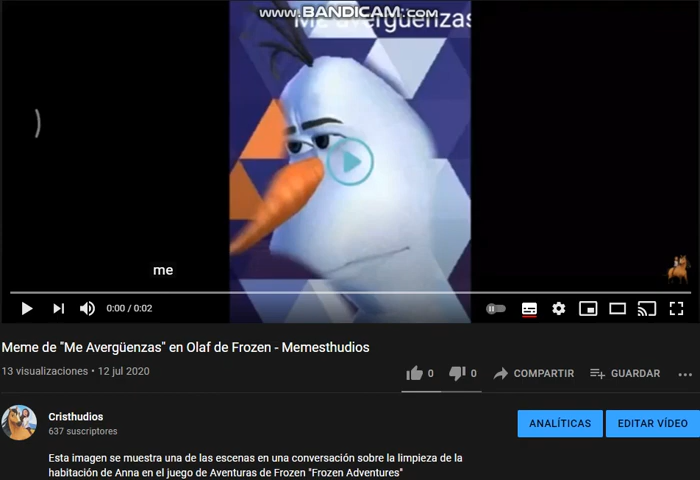 www.BANDICAM.com
Me avergüenzas
me
0:00 / 0:02
Meme de "Me Avergüenzas" en Olaf de Frozen - Memesthudios
13 visualizaciones • 12 jul 2020
0
0
COMPARTIR
GUARDAR
Cristhudios
637 suscriptores
ANALÍTICAS
EDITAR VÍDEO
Esta imagen se muestra una de las escenas en una conversación sobre la limpieza de la
habitación de Anna en el juego de Aventuras de Frozen "Frozen Adventures"